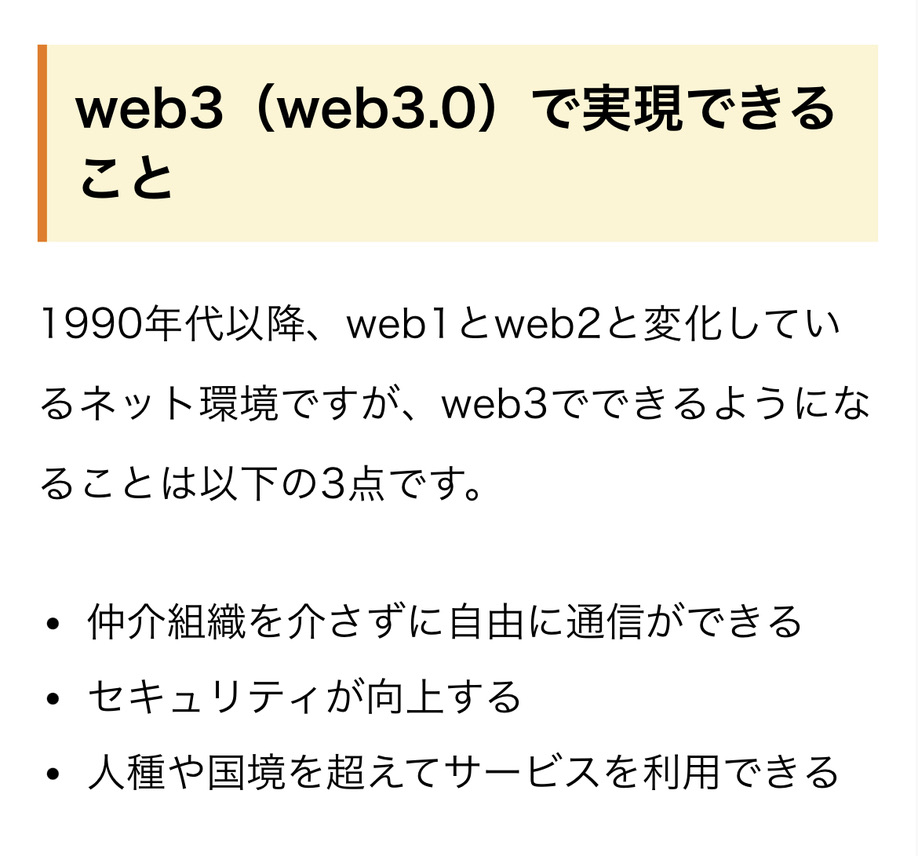 web3（web3.0）で実現できる
こと
1990年代以降、web1とweb2と変化してい
るネット環境ですが、web3でできるようにな
ることは以下の3点です。
• 仲介組織を介さずに自由に通信ができる
• セキュリティが向上する
• 人種や国境を超えてサービスを利用できる